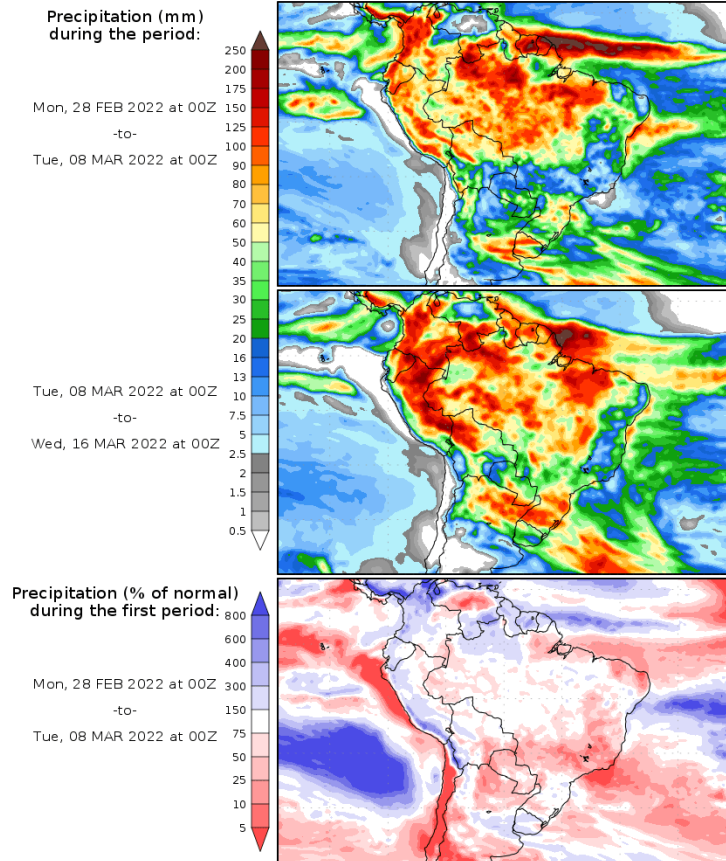 Precipitation (mm)
during the period:
Mon, 28 FEB 2022 at 00Z
-to-
Tue, 08 MAR 2022 at 00Z
250
200
175
150
125
100
90
80
70
60
50
40
35
30
25
20
16
13
10
7.5
5
2.5
2
1.5
1
0.5
Tue, 08 MAR 2022 at 00Z
-to-
Wed, 16 MAR 2022 at 00Z
Precipitation (% of normal)
during the first period:
Mon, 28 FEB 2022 at 00Z
-to-
Tue, 08 MAR 2022 at 00Z
800
600
400
300
150
75
50
25
10
5